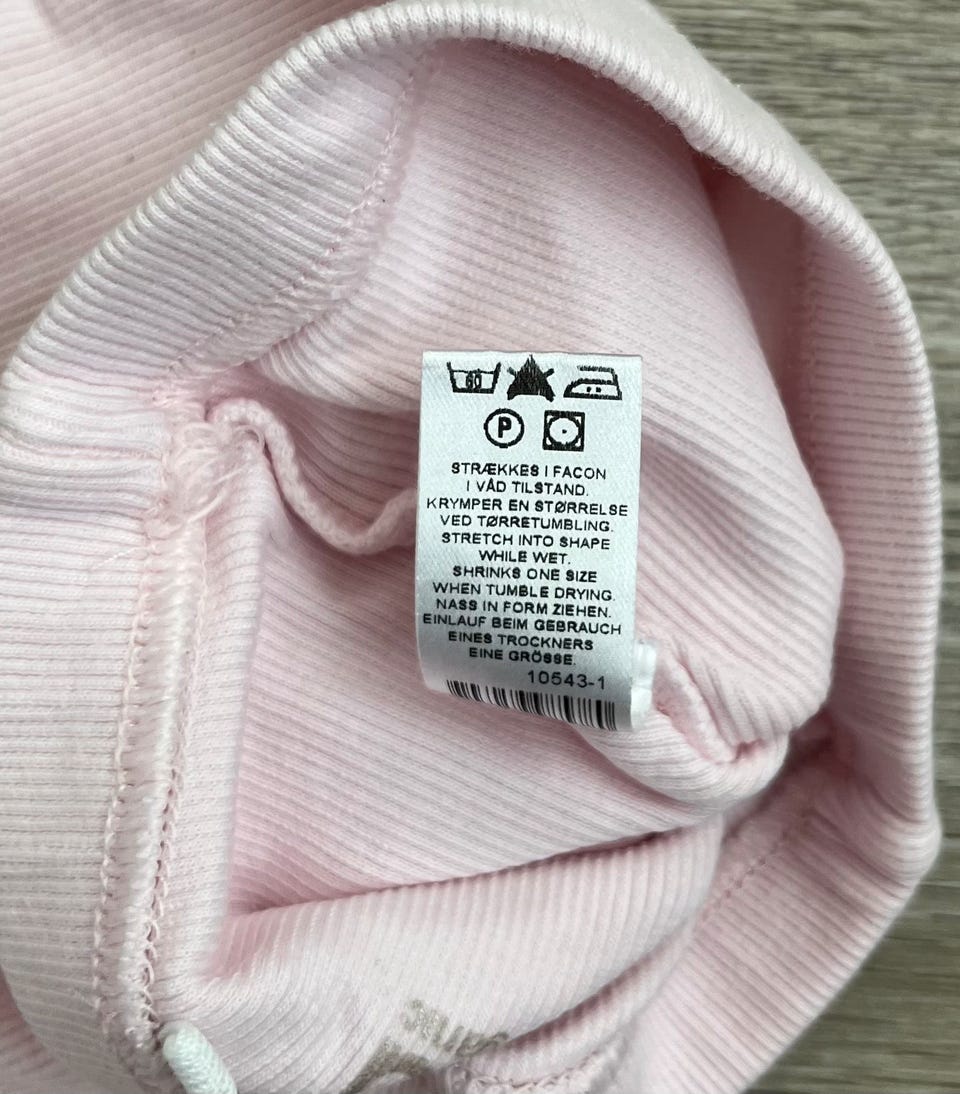 60
P
STRÆKKES I FACON
I VÅD TILSTAND.
KRYMPER EN STØRRELSE
VED TØRRETUMBLING.
STRETCH INTO SHAPE
WHILE WET.
SHRINKS ONE SIZE
WHEN TUMBLE DRYING.
NASS IN FORM ZIEHEN.
EINLAUF BEIM GEBRAUCH
EINES TROCKNERS
EINE GRÖSSE.
10543-1